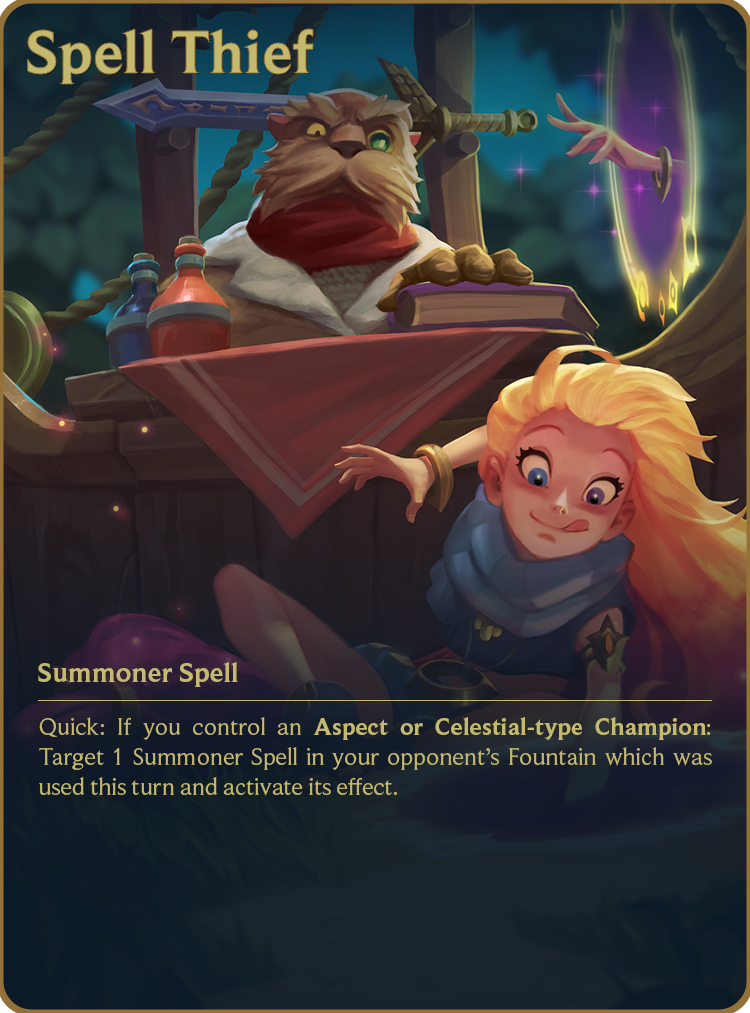 Spell Thief
Summoner Spell
Quick: If you control an Aspect or Celestial-type Champion:
Target 1 Summoner Spell in your opponent’s Fountain which was
used this turn and activate its effect.